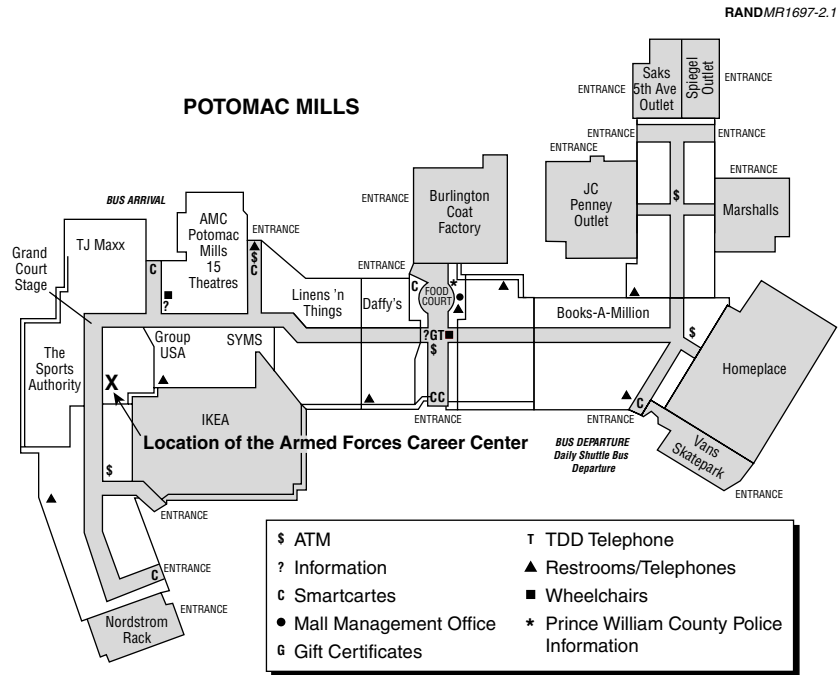 RANDMR1697-2.1
POTOMAC MILLS
Saks
5th Ave
Outlet
Spiegel
Outlet
ENTRANCE
ENTRANCE
ENTRANCE
ENTRANCE
ENTRANCE
ENTRANCE
BUS ARRIVAL
AMC
Potomac
Mills
15
Theatres
ENTRANCE
ENTRANCE
Burlington
Coat
Factory
JC
Penney
Outlet
$
Marshalls
TJ Maxx
Grand
Court
Stage
C
?
$
C
ENTRANCE
C
FOOD
COURT
*
Linens 'n
Things
Daffy's
Books-A-Million
The
Sports
Authority
Group
USA
SYMS
?GT
$
$
Homeplace
X
IKEA
CC
C
ENTRANCE
ENTRANCE
Location of the Armed Forces Career Center
BUS DEPARTURE
Daily Shuttle Bus
Departure
Vans
Skatepark
ENTRANCE
$
ENTRANCE
C
ENTRANCE
Nordstrom
Rack
ENTRANCE
$ ATM
? Information
C Smartcartes
Mall Management Office
G Gift Certificates
T TDD Telephone
Restrooms/Telephones
Wheelchairs
* Prince William County Police
Information